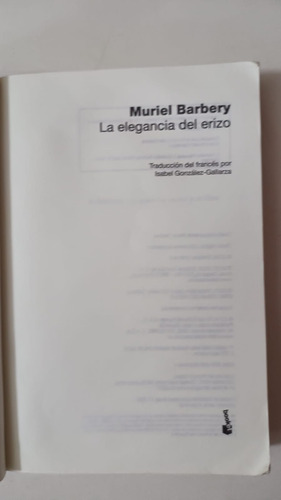 Muriel Barbery
La elegancia del erizo
Traducción del francés por
Isabel González-Gallarza